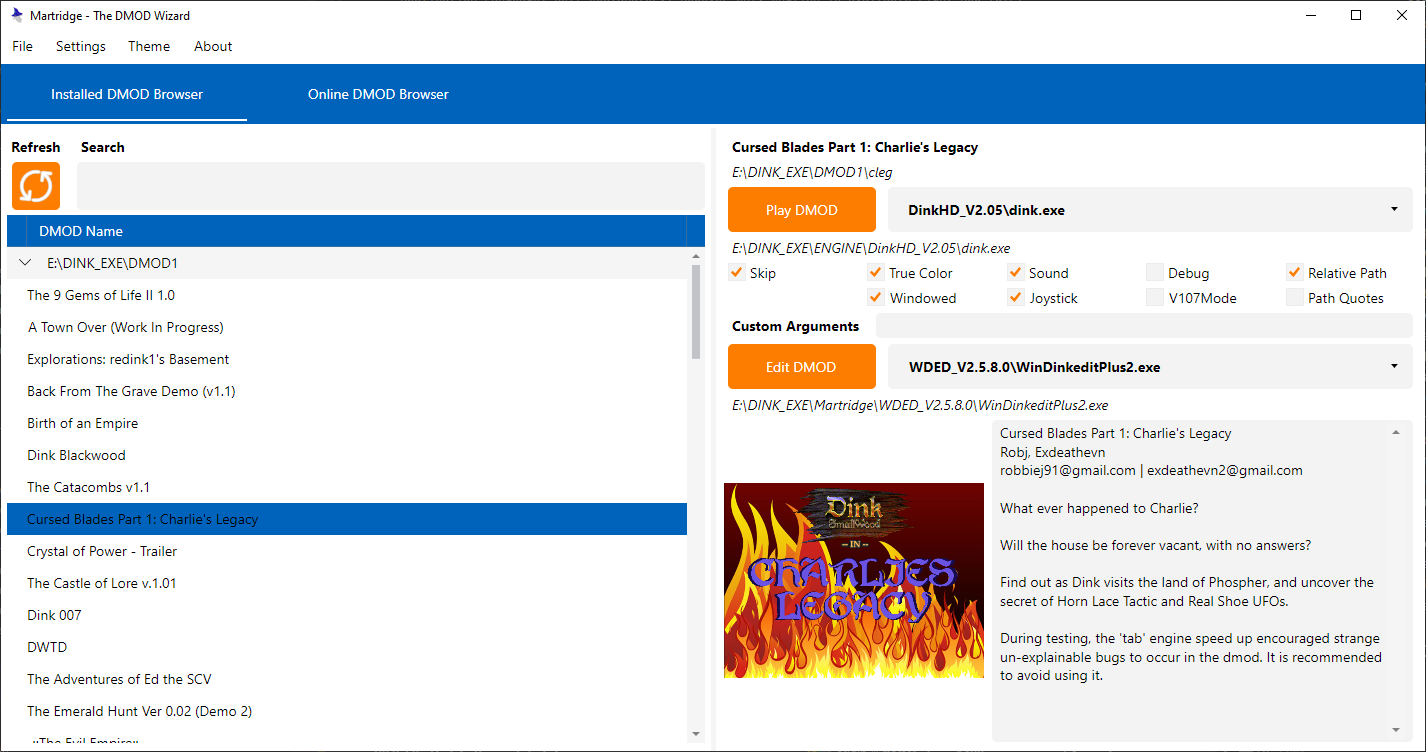 Martridge - The DMOD Wizard
File Settings Theme About
Installed DMOD Browser Online DMOD Browser
Refresh Search
DMOD Name
E:\DINK_EXE\DMOD1
The 9 Gems of Life II 1.0
A Town Over (Work In Progress)
Explorations: redink1's Basement
Back From The Grave Demo (v1.1)
Birth of an Empire
Dink Blackwood
The Catacombs v1.1
Cursed Blades Part 1: Charlie's Legacy
Crystal of Power - Trailer
The Castle of Lore v.1.01
Dink 007
DWTD
The Adventures of Ed the SCV
The Emerald Hunt Ver 0.02 (Demo 2)
Cursed Blades Part 1: Charlie's Legacy
E:\DINK_EXE\DMOD1\cleg
Play DMOD DinkHD_V2.05\dink.exe
E:\DINK_EXE\ENGINE\DinkHD_V2.05\dink.exe
Skip True Color Sound Debug Relative Path
Windowed Joystick V107Mode Path Quotes
Custom Arguments
Edit DMOD WDED_V2.5.8.0\WinDinkeditPlus2.exe
E:\DINK_EXE\Martridge\WDED_V2.5.8.0\WinDinkeditPlus2.exe
Dink
Smallwood
-- IN --
CHARLIES
LEGACY
Cursed Blades Part 1: Charlie's Legacy
Robj, Exdeathevn
robbiej91@gmail.com | exdeathevn2@gmail.com
What ever happened to Charlie?
Will the house be forever vacant, with no answers?
Find out as Dink visits the land of Phospher, and uncover the
secret of Horn Lace Tactic and Real Shoe UFOs.
During testing, the 'tab' engine speed up encouraged strange
un-explainable bugs to occur in the dmod. It is recommended
to avoid using it.